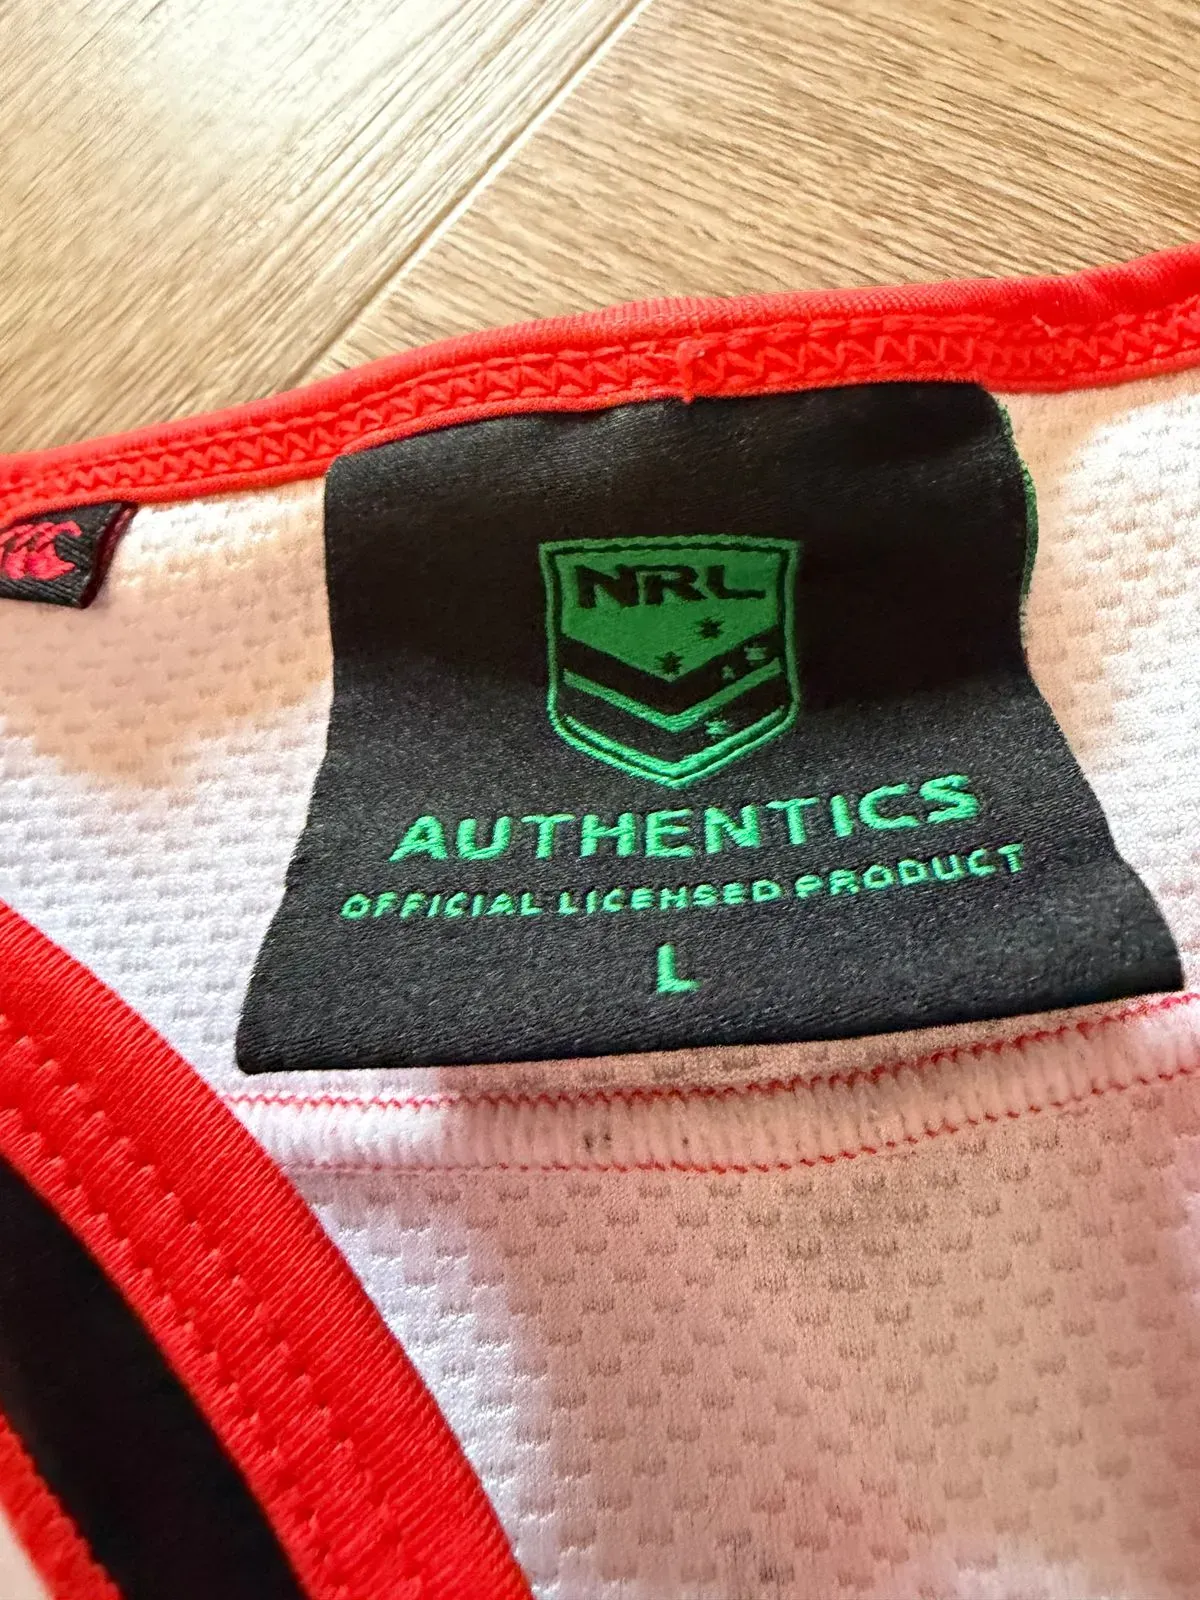 NRL
AUTHENTICS
OFFICIAL LICENSED PRODUCT
L